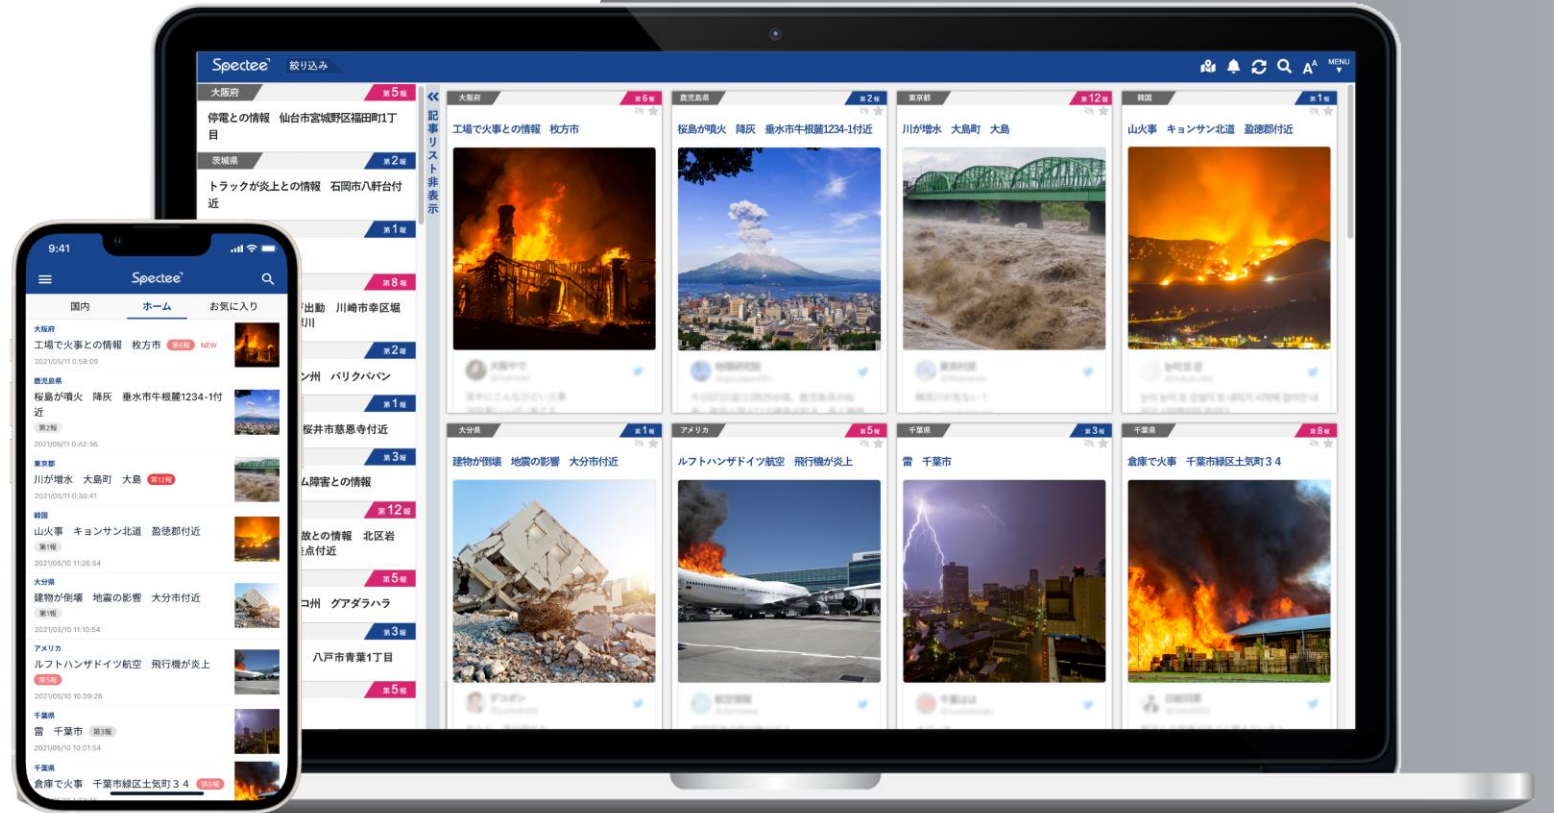 Spectee
絞り込み
MENU
大阪府
第5報
停電との情報 仙台市宮城野区福田町1丁
目
茨城県
第2報
トラックが炎上との情報 石岡市八軒台付
近
第1報
第8報
出動 川崎市幸区堀
川
第2報
ン州 バリクパパン
第1報
桜井市慈恩寺付近
第3報
ム障害との情報
第12報
故との情報 北区岩
点付近
第5報
コ州 グアダラハラ
第3報
八戸市青葉1丁目
第5報
記事リスト非表示
大阪府
第6報
工場で火事との情報 枚方市
鹿児島県
第2報
桜島が噴火 降灰 垂水市牛根麓1234-1付近
東京都
第12報
川が増水 大島町 大島
韓国
第1報
山火事 キョンサン北道 盈徳郡付近
大分県
第1報
建物が倒壊 地震の影響 大分市付近
アメリカ
第5報
ルフトハンザドイツ航空 飛行機が炎上
千葉県
第3報
雷 千葉市
千葉県
第8報
倉庫で火事 千葉市緑区土気町34
9:41
Spectee
国内 ホーム お気に入り
大阪府
工場で火事との情報 枚方市 第6報 NEW
2021/05/11 0:58:09
鹿児島県
桜島が噴火 降灰 垂水市牛根麓1234-1付
近
第2報
2021/05/11 0:42:36
東京都
川が増水 大島町 大島 第12報
2021/05/11 0:30:41
韓国
山火事 キョンサン北道 盈徳郡付近
第1報
2021/05/10 11:25:54
大分県
建物が倒壊 地震の影響 大分市付近
第1報
2021/05/10 11:10:54
アメリカ
ルフトハンザドイツ航空 飛行機が炎上
第5報
2021/05/10 10:09:26
千葉県
雷 千葉市 第3報
2021/05/10 10:01:54
千葉県
倉庫で火事 千葉市緑区土気町34 第8報